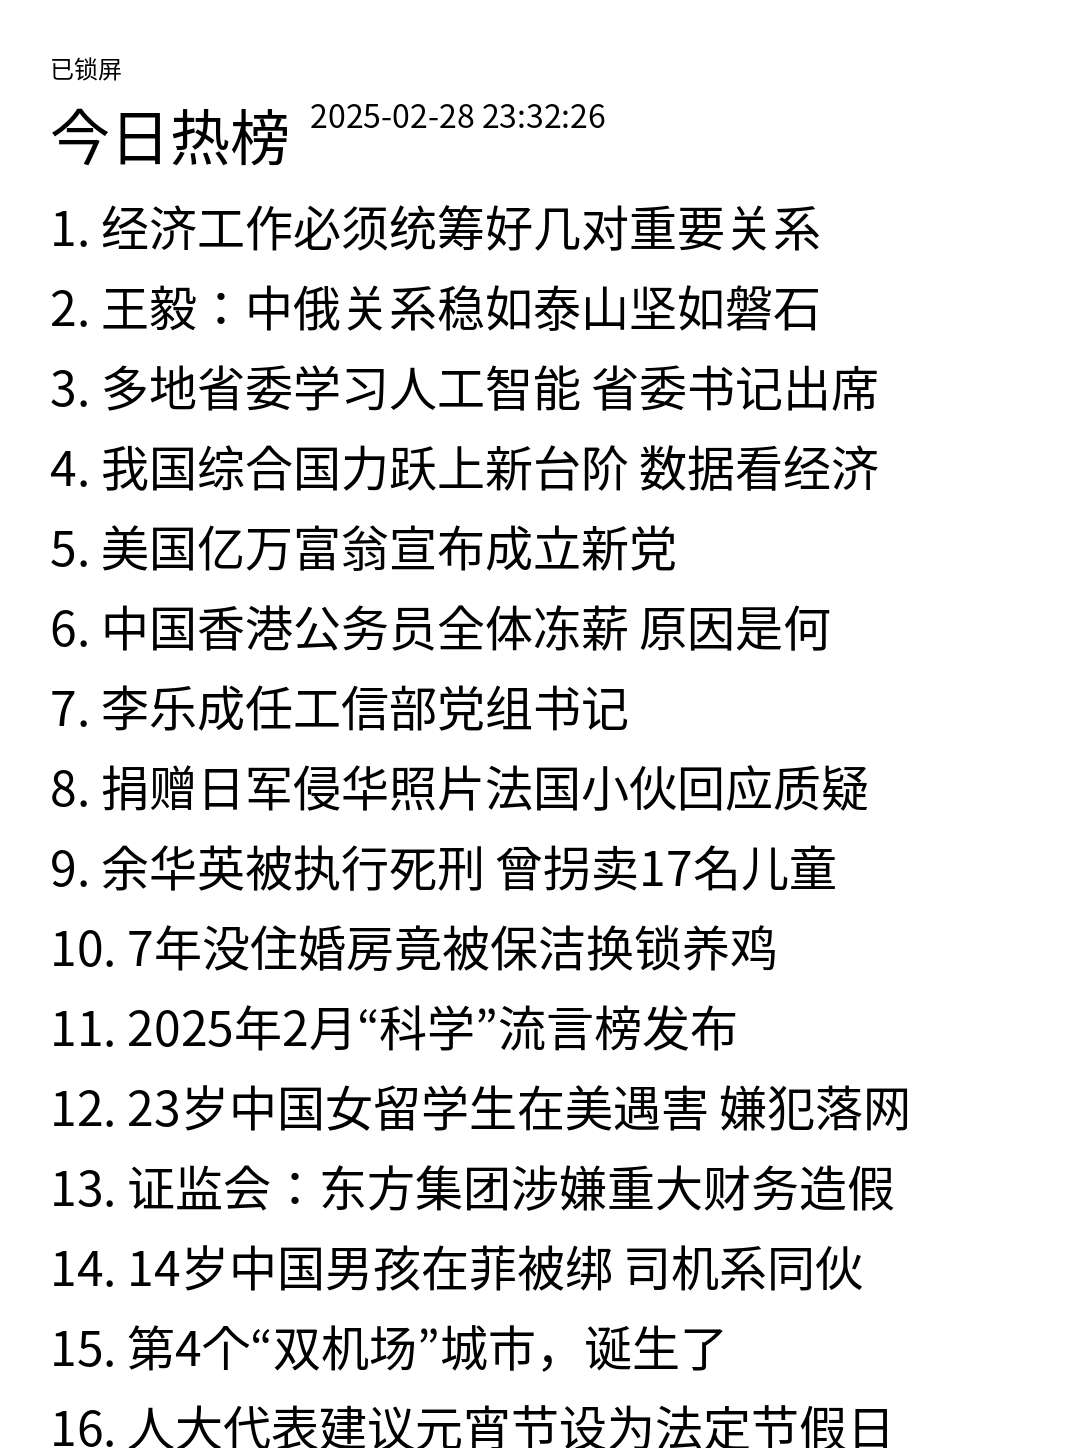 已锁屏
今日热榜 2025-02-28 23:32:26
1. 经济工作必须统筹好几对重要关系
2. 王毅：中俄关系稳如泰山坚如磐石
3. 多地省委学习人工智能 省委书记出席
4. 我国综合国力跃上新台阶 数据看经济
5. 美国亿万富翁宣布成立新党
6. 中国香港公务员全体冻薪 原因是何
7. 李乐成任工信部党组书记
8. 捐赠日军侵华照片法国小伙回应质疑
9. 余华英被执行死刑 曾拐卖17名儿童
10. 7年没住婚房竟被保洁换锁养鸡
11. 2025年2月“科学”流言榜发布
12. 23岁中国女留学生在美遇害 嫌犯落网
13. 证监会：东方集团涉嫌重大财务造假
14. 14岁中国男孩在菲被绑 司机系同伙
15. 第4个“双机场”城市，诞生了
16. 人大代表建议元宵节设为法定节假日